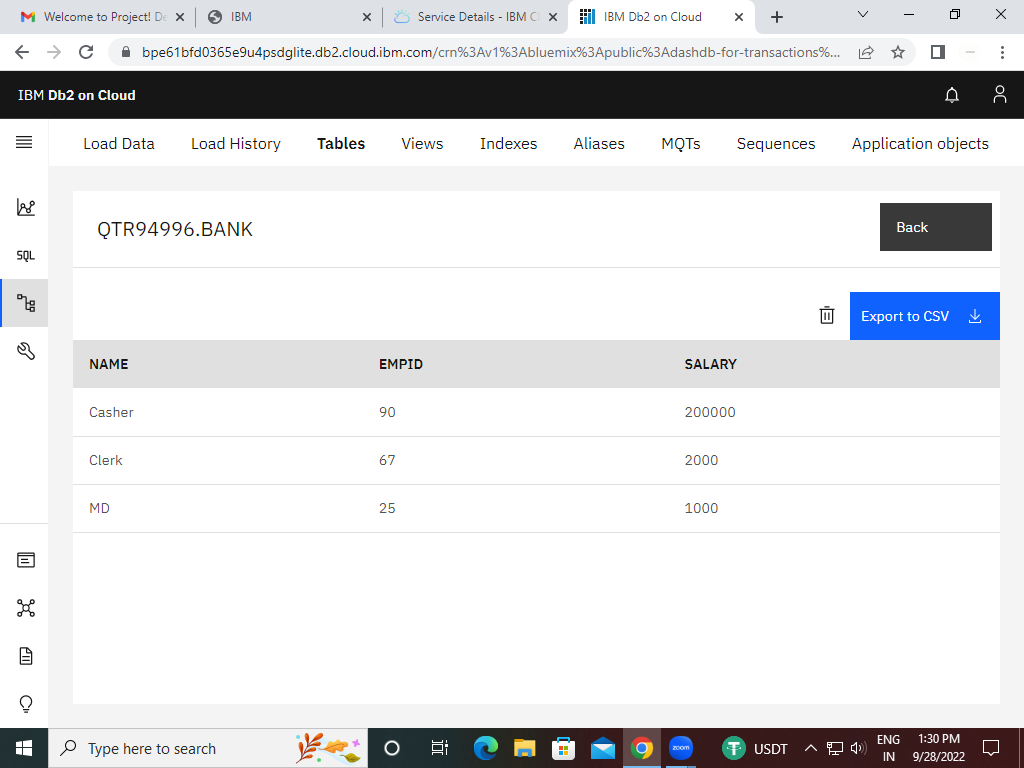 Welcome to Project! De
IBM
Service Details - IBM Cl
IBM Db2 on Cloud
bpe61bfd0365e9u4psdglite.db2.cloud.ibm.com/crn%3Av1%3Abluemix%3Apublic%3Adashdb-for-transactions%...
IBM Db2 on Cloud
Load Data
Load History
Tables
Views
Indexes
Aliases
MQTs
Sequences
Application objects
SQL
QTR94996.BANK
Back
Export to CSV
NAME EMPID SALARY
Casher 90 200000
Clerk 67 2000
MD 25 1000
Type here to search
zoom
USDT
ENG
IN
1:30 PM
9/28/2022